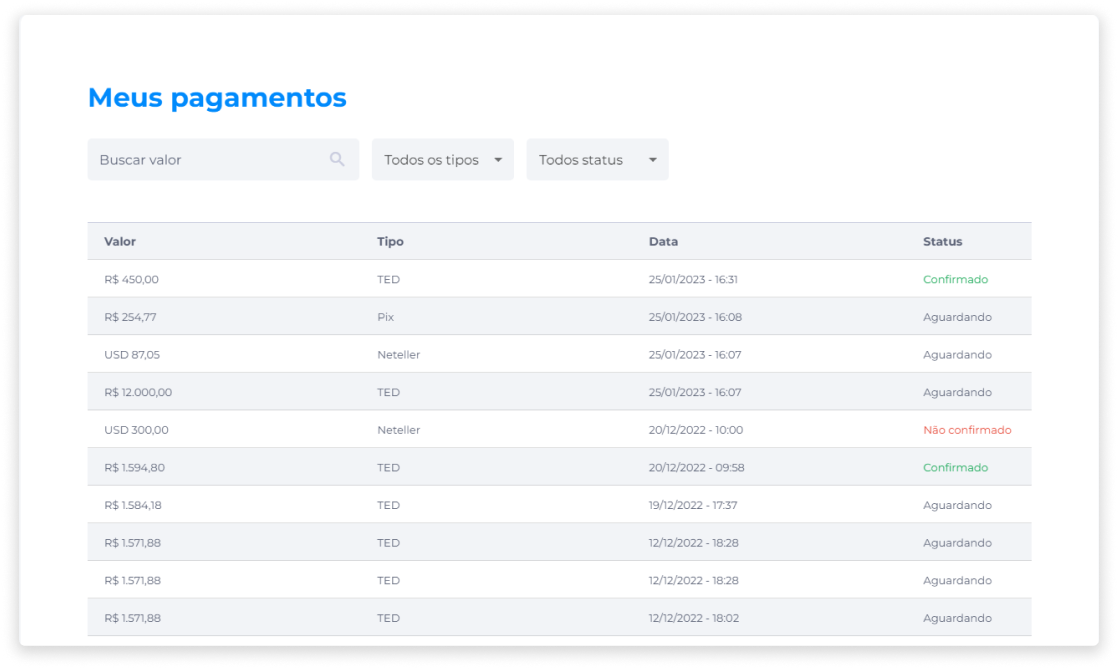 Meus pagamentos
Buscar valor Todos os tipos Todos status
Valor Tipo Data Status
R$ 450,00 TED 25/01/2023 - 16:31 Confirmado
R$ 254,77 Pix 25/01/2023 - 16:08 Aguardando
USD 87,05 Neteller 25/01/2023 - 16:07 Aguardando
R$ 12.000,00 TED 25/01/2023 - 16:07 Aguardando
USD 300,00 Neteller 20/12/2022 - 10:00 Não confirmado
R$ 1.594,80 TED 20/12/2022 - 09:58 Confirmado
R$ 1.584,18 TED 19/12/2022 - 17:37 Aguardando
R$ 1.571,88 TED 12/12/2022 - 18:28 Aguardando
R$ 1.571,88 TED 12/12/2022 - 18:28 Aguardando
R$ 1.571,88 TED 12/12/2022 - 18:02 Aguardando